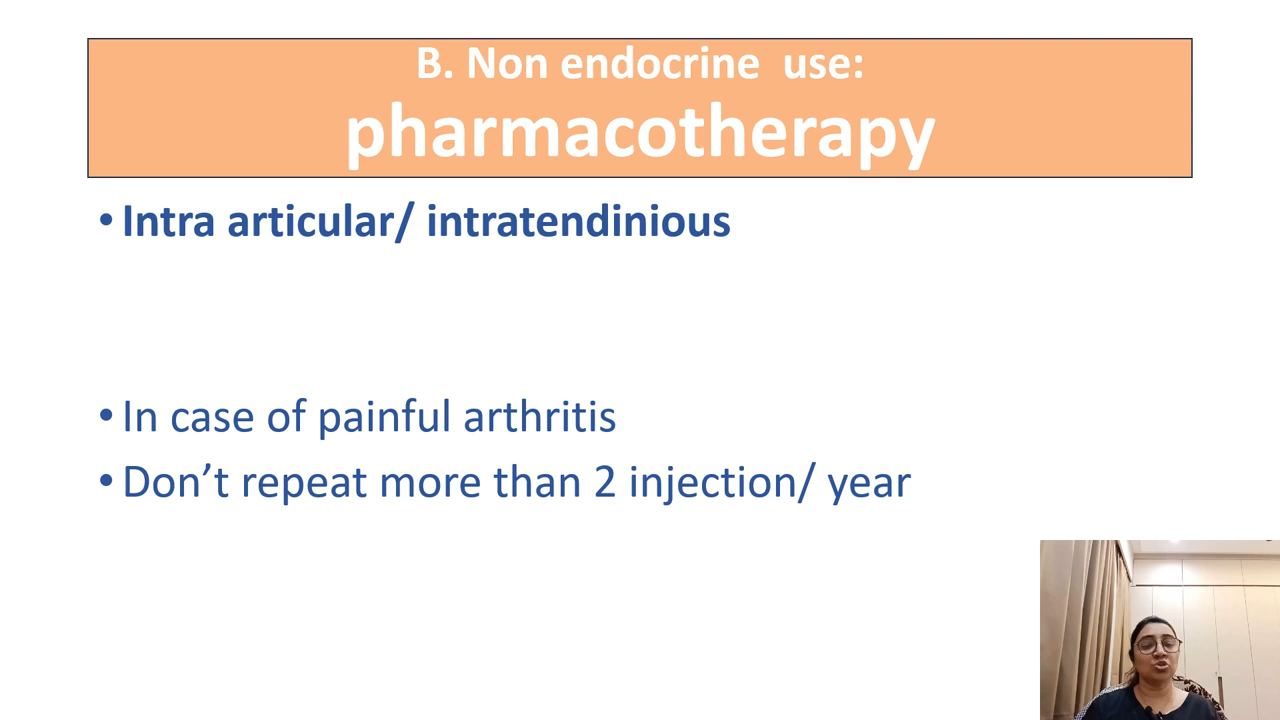 B. Non endocrine use:
pharmacotherapy
• Intra articular/ intratendinious
• In case of painful arthritis
• Don’t repeat more than 2 injection/ year